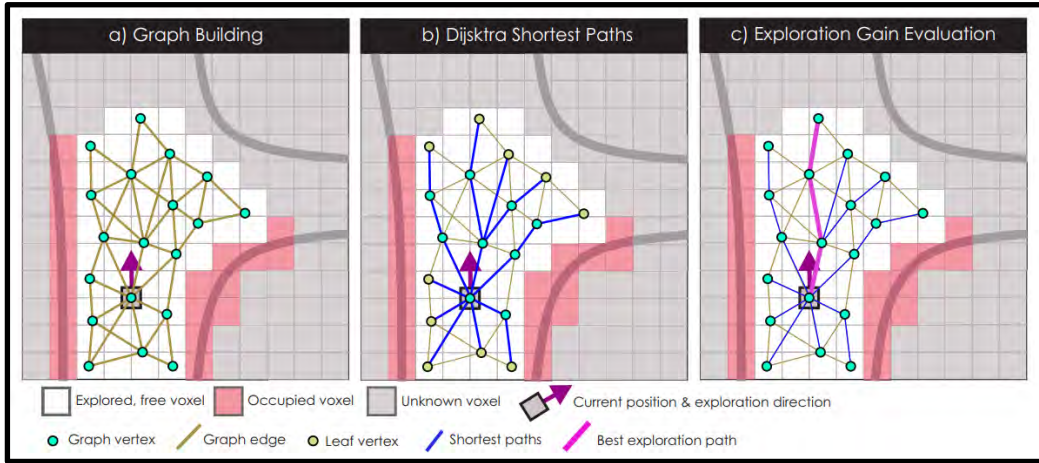 a) Graph Building
b) Dijsktra Shortest Paths
c) Exploration Gain Evaluation
Explored, free voxel
Occupied voxel
Unknown voxel
Current position & exploration direction
Graph vertex
Graph edge
Leaf vertex
Shortest paths
Best exploration path